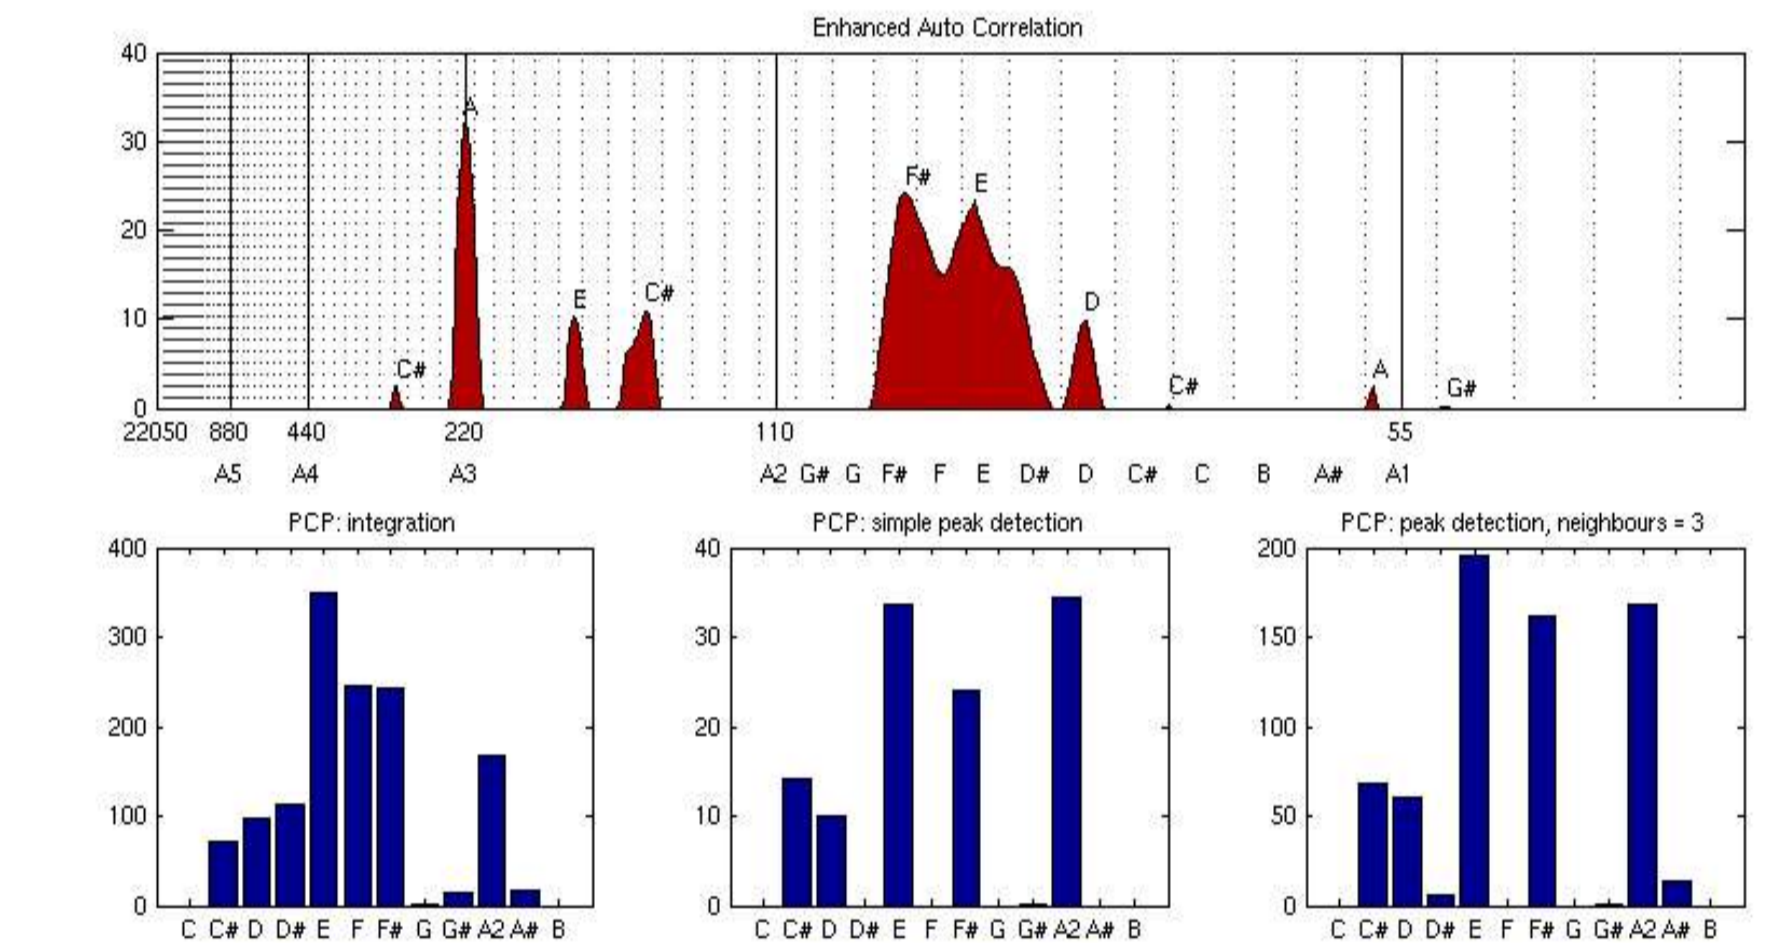 Enhanced Auto Correlation
40
30
20
10
0
A
F#
E
E
C#
D
C#
C#
A
G#
22050 880 440 220 110 55
A5 A4 A3 A2 G# G F# F E D# D C# C B A# A1
PCP: integration
400
300
200
100
0
C C# D D# E F F# G G# A2 A# B
PCP: simple peak detection
40
30
20
10
0
C C# D D# E F F# G G# A2 A# B
PCP: peak detection, neighbours = 3
200
150
100
50
0
C C# D D# E F F# G G# A2 A# B